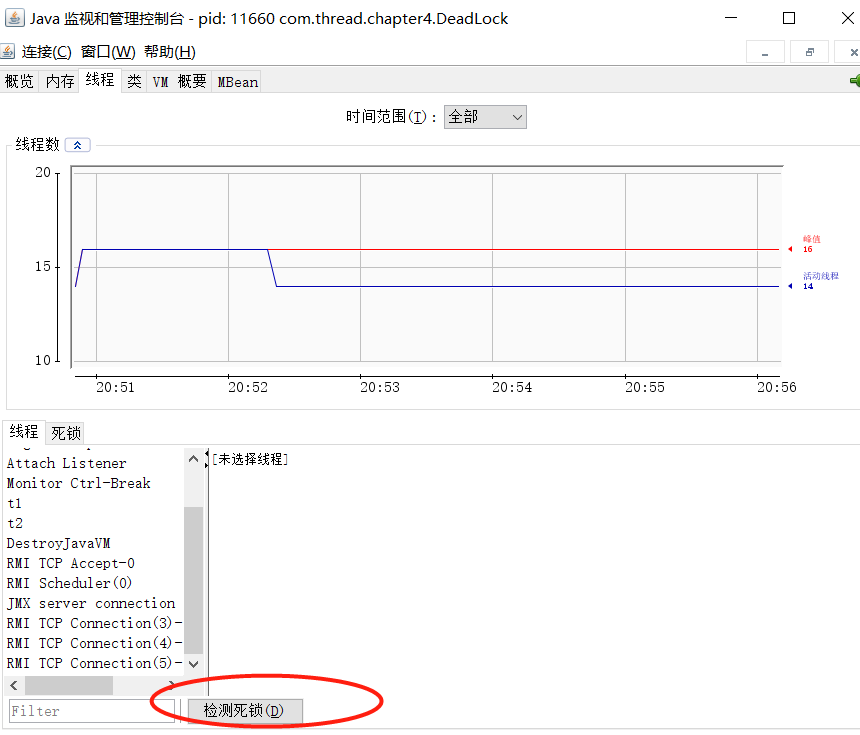 Java 监视和管理控制台 - pid: 11660 com.thread.chapter4.DeadLock
连接(C) 窗口(W) 帮助(H)
概览 内存 线程 类 VM 概要 MBean
时间范围(T): 全部
线程数
20
15
10
峰值
16
活动线程
14
20:51 20:52 20:53 20:54 20:55 20:56
线程 死锁
[未选择线程]
Attach Listener
Monitor Ctrl-Break
t1
t2
DestroyJavaVM
RMI TCP Accept-0
RMI Scheduler(0)
JMX server connection
RMI TCP Connection(3)-
RMI TCP Connection(4)-
RMI TCP Connection(5)-
Filter 检测死锁(D)